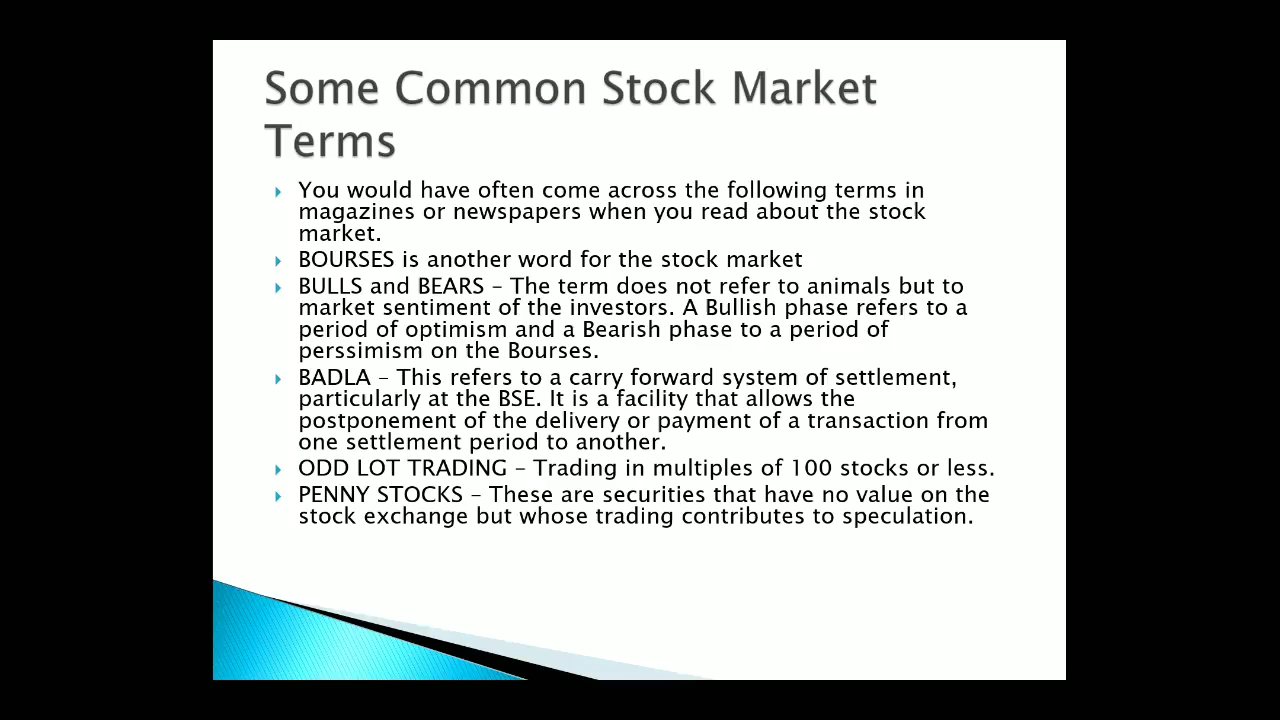 Some Common Stock Market
Terms
You would have often come across the following terms in
magazines or newspapers when you read about the stock
market.
BOURSES is another word for the stock market
BULLS and BEARS – The term does not refer to animals but to
market sentiment of the investors. A Bullish phase refers to a
period of optimism and a Bearish phase to a period of
perssimism on the Bourses.
BADLA – This refers to a carry forward system of settlement,
particularly at the BSE. It is a facility that allows the
postponement of the delivery or payment of a transaction from
one settlement period to another.
ODD LOT TRADING – Trading in multiples of 100 stocks or less.
PENNY STOCKS – These are securities that have no value on the
stock exchange but whose trading contributes to speculation.